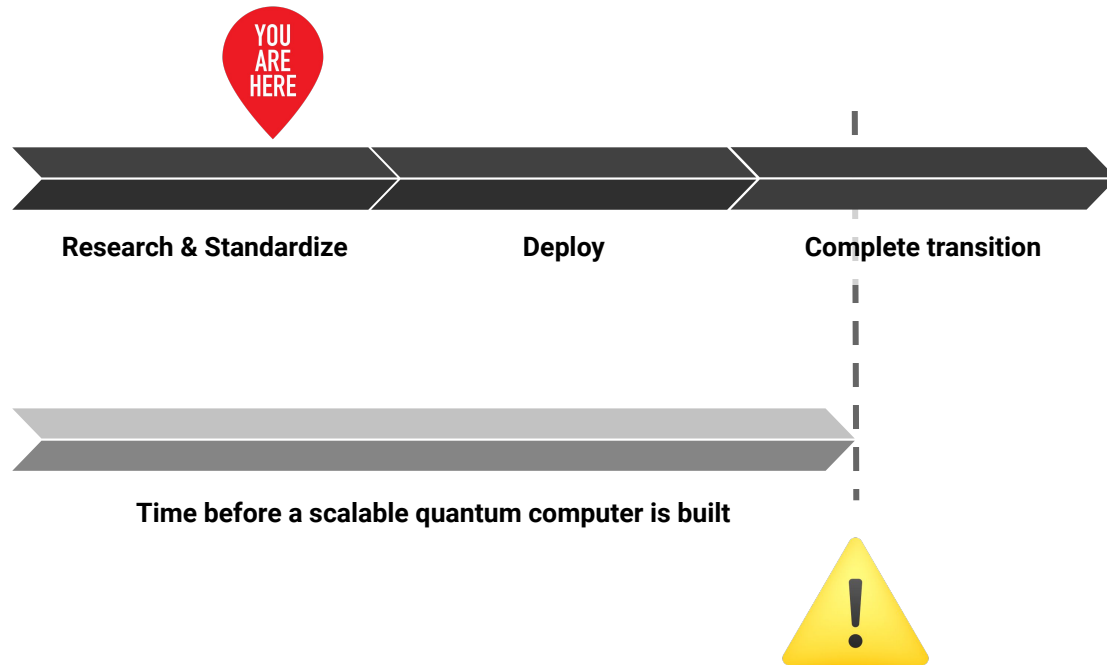 YOU
ARE
HERE
Research & Standardize
Deploy
Complete transition
Time before a scalable quantum computer is built
!